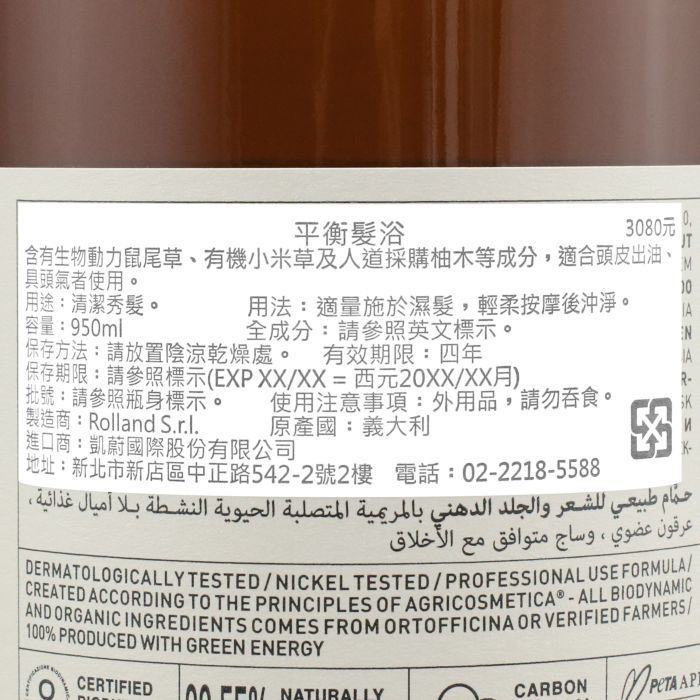 平衡髮浴 3080元
含有生物動力鼠尾草、有機小米草及人道採購柚木等成分，適合頭皮出油、
具頭氣者使用。
用途：清潔秀髮。 用法：適量施於濕髮，輕柔按摩後沖淨。
容量：950ml 全成分：請參照英文標示。
保存方法：請放置陰涼乾燥處。 有效期限：四年
保存期限：請參照標示(EXP XX/XX = 西元20XX/XX月)
批號：請參照瓶身標示。 使用注意事項：外用品，請勿吞食。
製造商：Rolland S.r.l. 原產國：義大利
進口商：凱蔚國際股份有限公司
地址：新北市新店區中正路542-2號2樓 電話：02-2218-5588
حمّام طبيعي للشعر والجلد الدهني بالمريمية المتصلبة الحيوية النشطة بلا أميال غذائية،
عرقون عضوي، وساج متوافق مع الأخلاق
DERMATOLOGICALLY TESTED / NICKEL TESTED / PROFESSIONAL USE FORMULA /
CREATED ACCORDING TO THE PRINCIPLES OF AGRICOSMETICA® - ALL BIODYNAMIC
AND ORGANIC INGREDIENTS COMES FROM ORTOFFICINA OR VERIFIED FARMERS /
100% PRODUCED WITH GREEN ENERGY
CERTIFIED
NATURALLY
CARBON
PETA